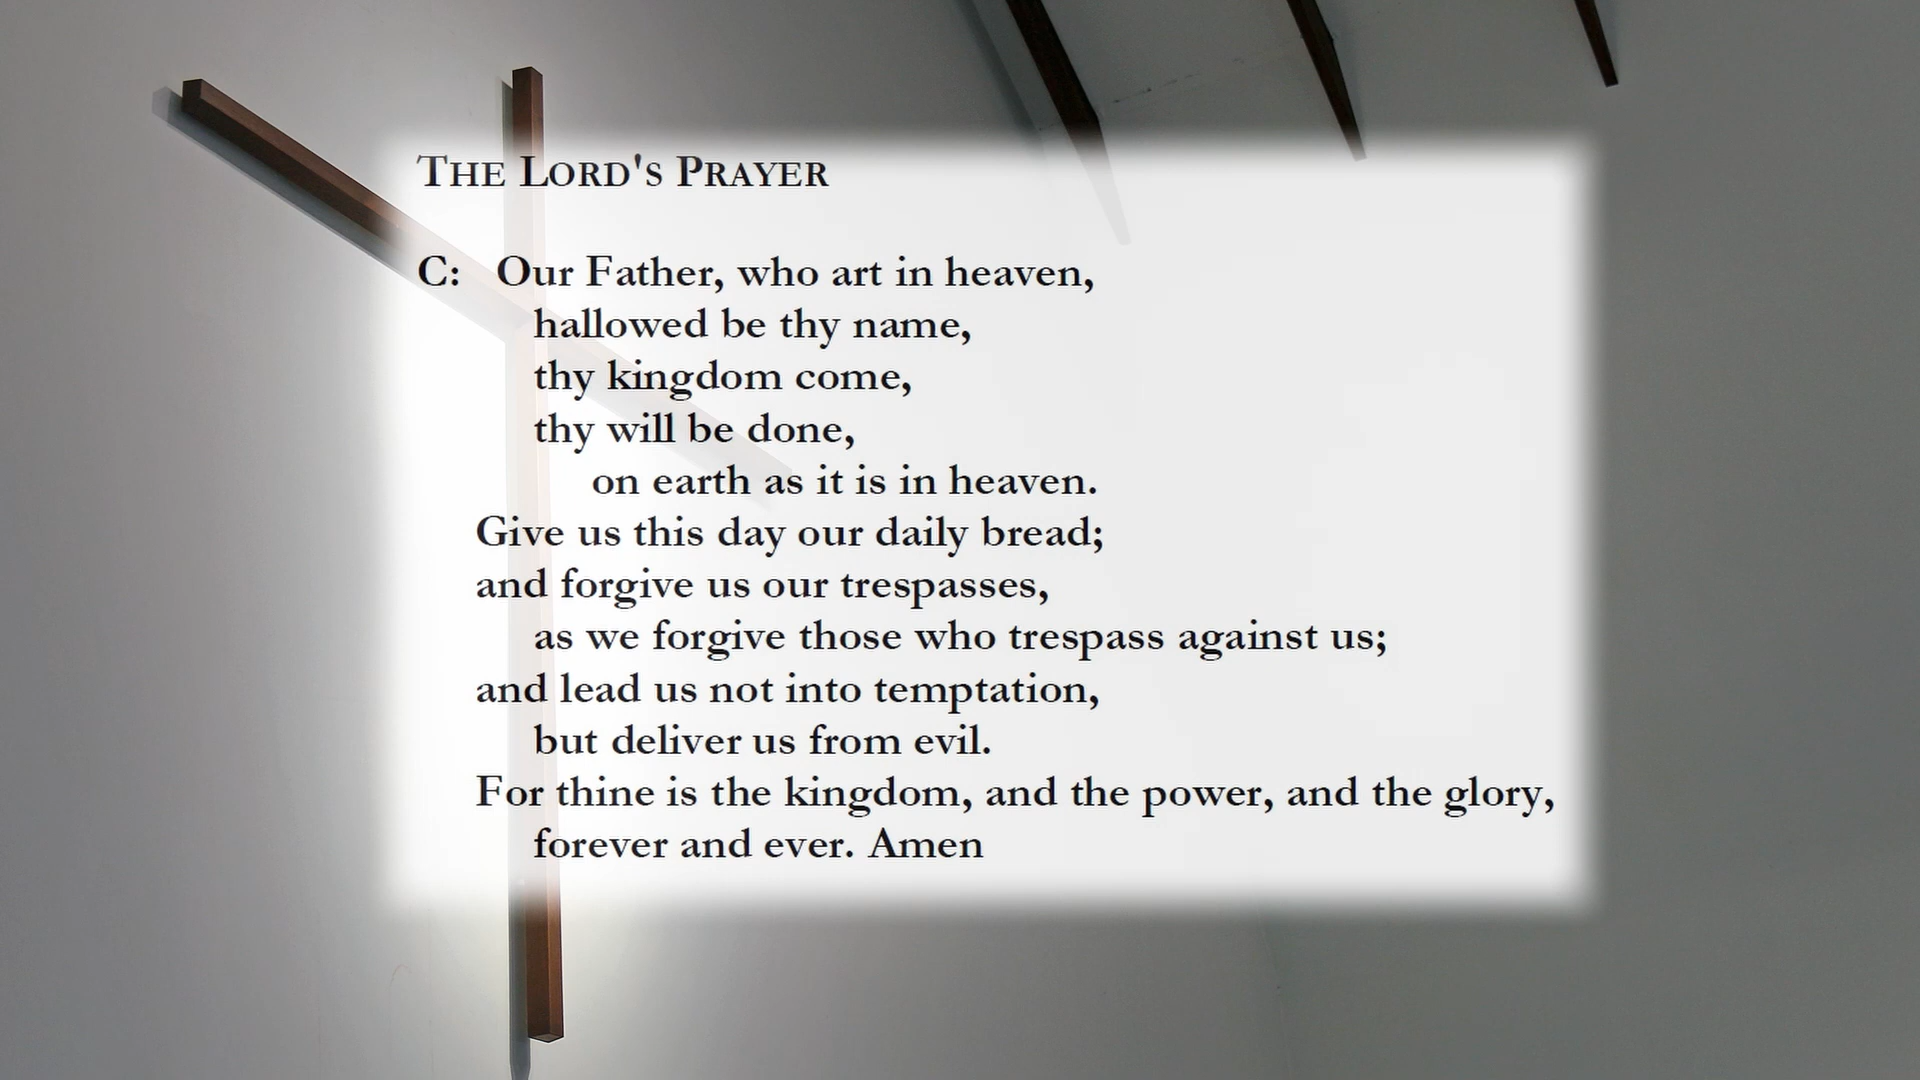 The Lord's Prayer
C: Our Father, who art in heaven,
hallowed be thy name,
thy kingdom come,
thy will be done,
on earth as it is in heaven.
Give us this day our daily bread;
and forgive us our trespasses,
as we forgive those who trespass against us;
and lead us not into temptation,
but deliver us from evil.
For thine is the kingdom, and the power, and the glory,
forever and ever. Amen